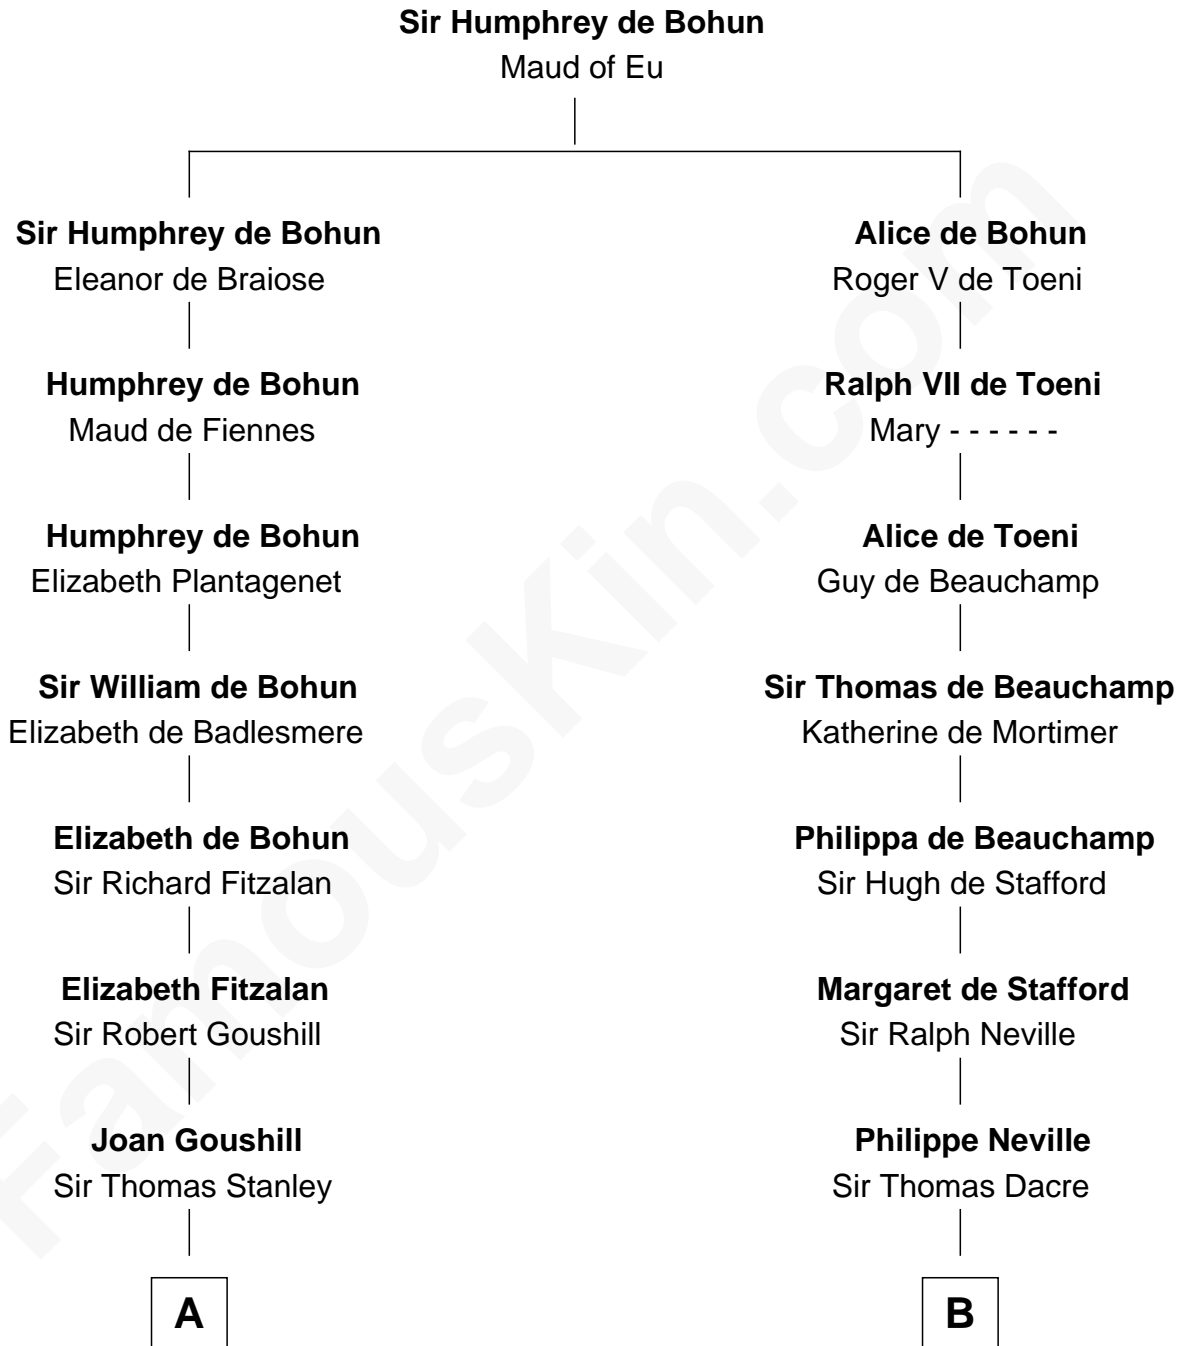 Sir Humphrey de Bohun
Maud of Eu
Sir Humphrey de Bohun
Eleanor de Braiose
Alice de Bohun
Roger V de Toeni
Humphrey de Bohun
Maud de Fiennes
Ralph VII de Toeni
Mary - - - - - -
Humphrey de Bohun
Elizabeth Plantagenet
Alice de Toeni
Guy de Beauchamp
Sir William de Bohun
Elizabeth de Badlesmere
Sir Thomas de Beauchamp
Katherine de Mortimer
Elizabeth de Bohun
Sir Richard Fitzalan
Philippa de Beauchamp
Sir Hugh de Stafford
Elizabeth Fitzalan
Sir Robert Goushill
Margaret de Stafford
Sir Ralph Neville
Joan Goushill
Sir Thomas Stanley
Philippe Neville
Sir Thomas Dacre
A
B
FamousKin.com